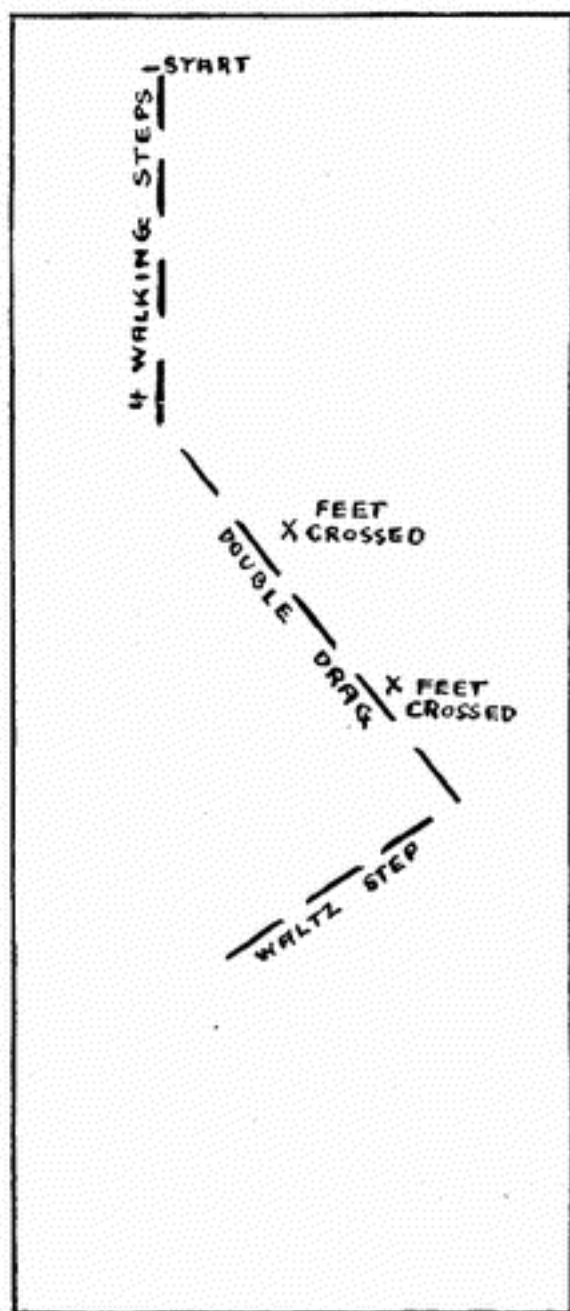 START
4 WALKING STEPS
X FEET
CROSSED
DOUBLE DRAG
X FEET
CROSSED
WALTZ STEP